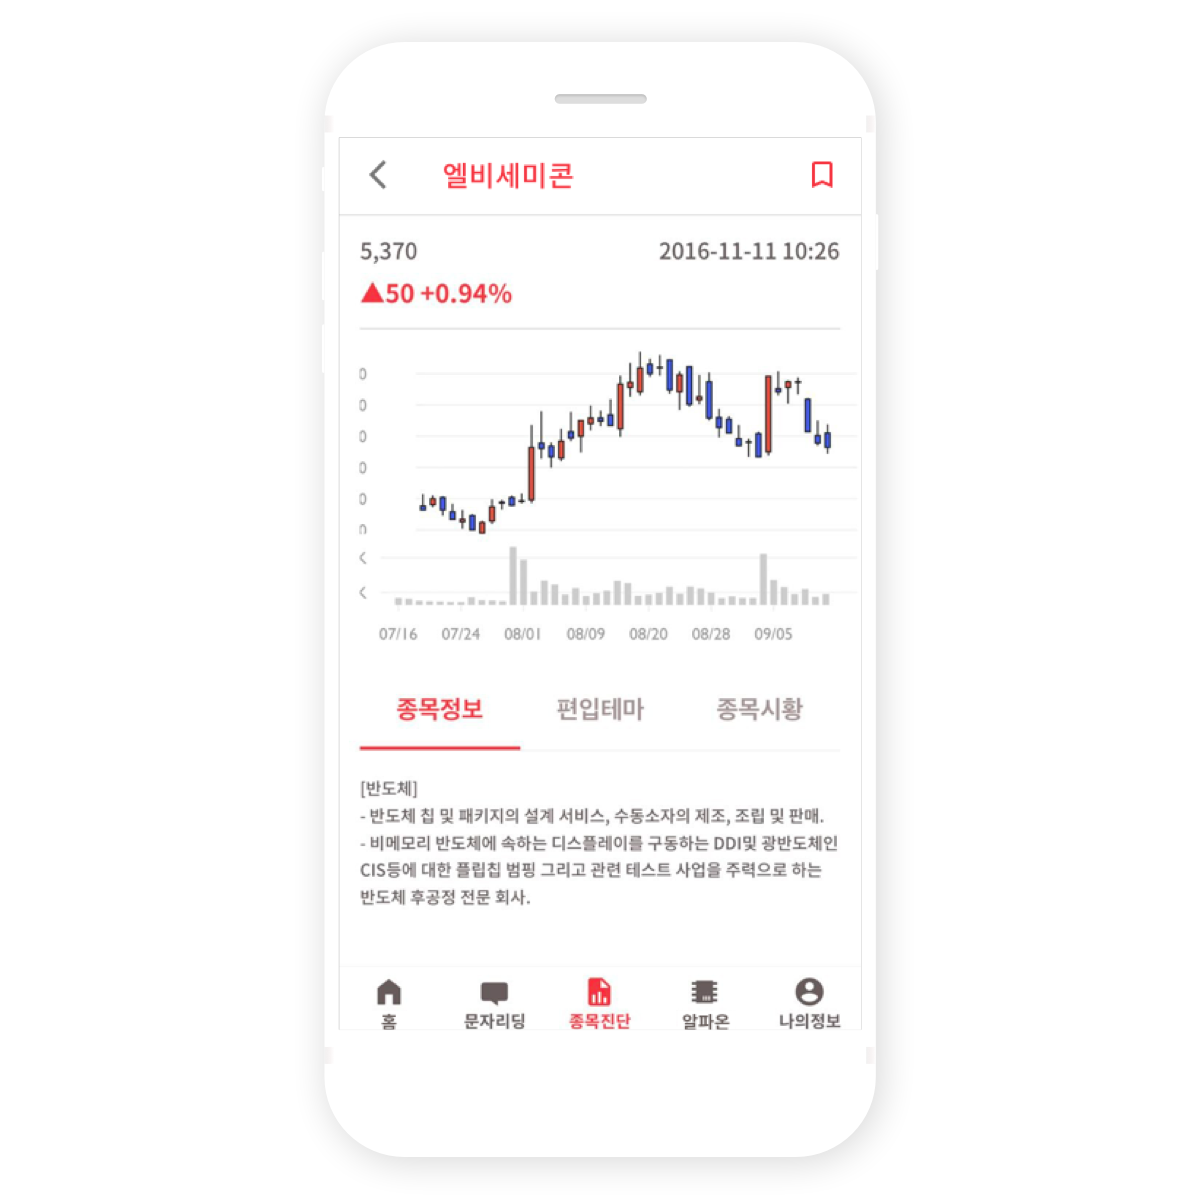 엘비세미콘
5,370
2016-11-11 10:26
▲50 +0.94%
0
0
0
0
0
0
07/16 07/24 08/01 08/09 08/20 08/28 09/05
종목정보 편입테마 종목시황
[반도체]
- 반도체 칩 및 패키지의 설계 서비스, 수동소자의 제조, 조립 및 판매.
- 비메모리 반도체에 속하는 디스플레이를 구동하는 DDI및 광반도체인
CIS등에 대한 플립칩 범핑 그리고 관련 테스트 사업을 주력으로 하는
반도체 후공정 전문 회사.
홈 문자리딩 종목진단 알파온 나의정보